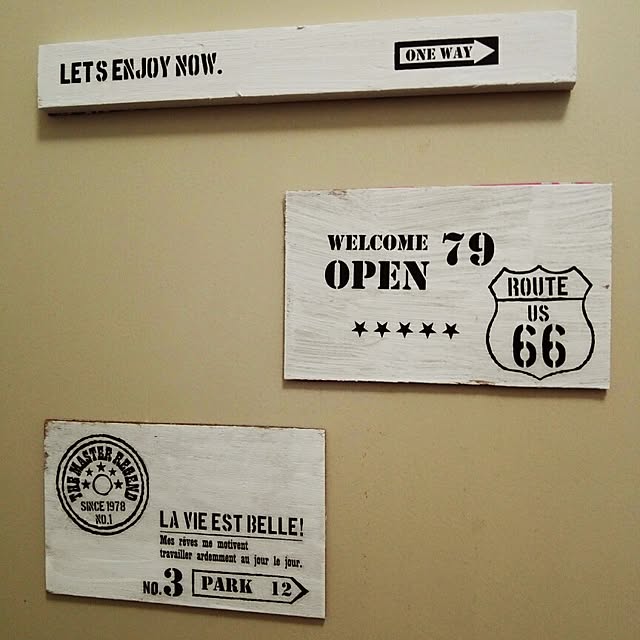 LETS ENJOY NOW.
ONE WAY
WELCOME 79
OPEN
ROUTE
US
66
THE MASTER REGEND
SINCE 1978
NO.1
LA VIE EST BELLE!
Mes rêves me motivent
travailler ardemment au jour le jour.
NO.3 PARK 12